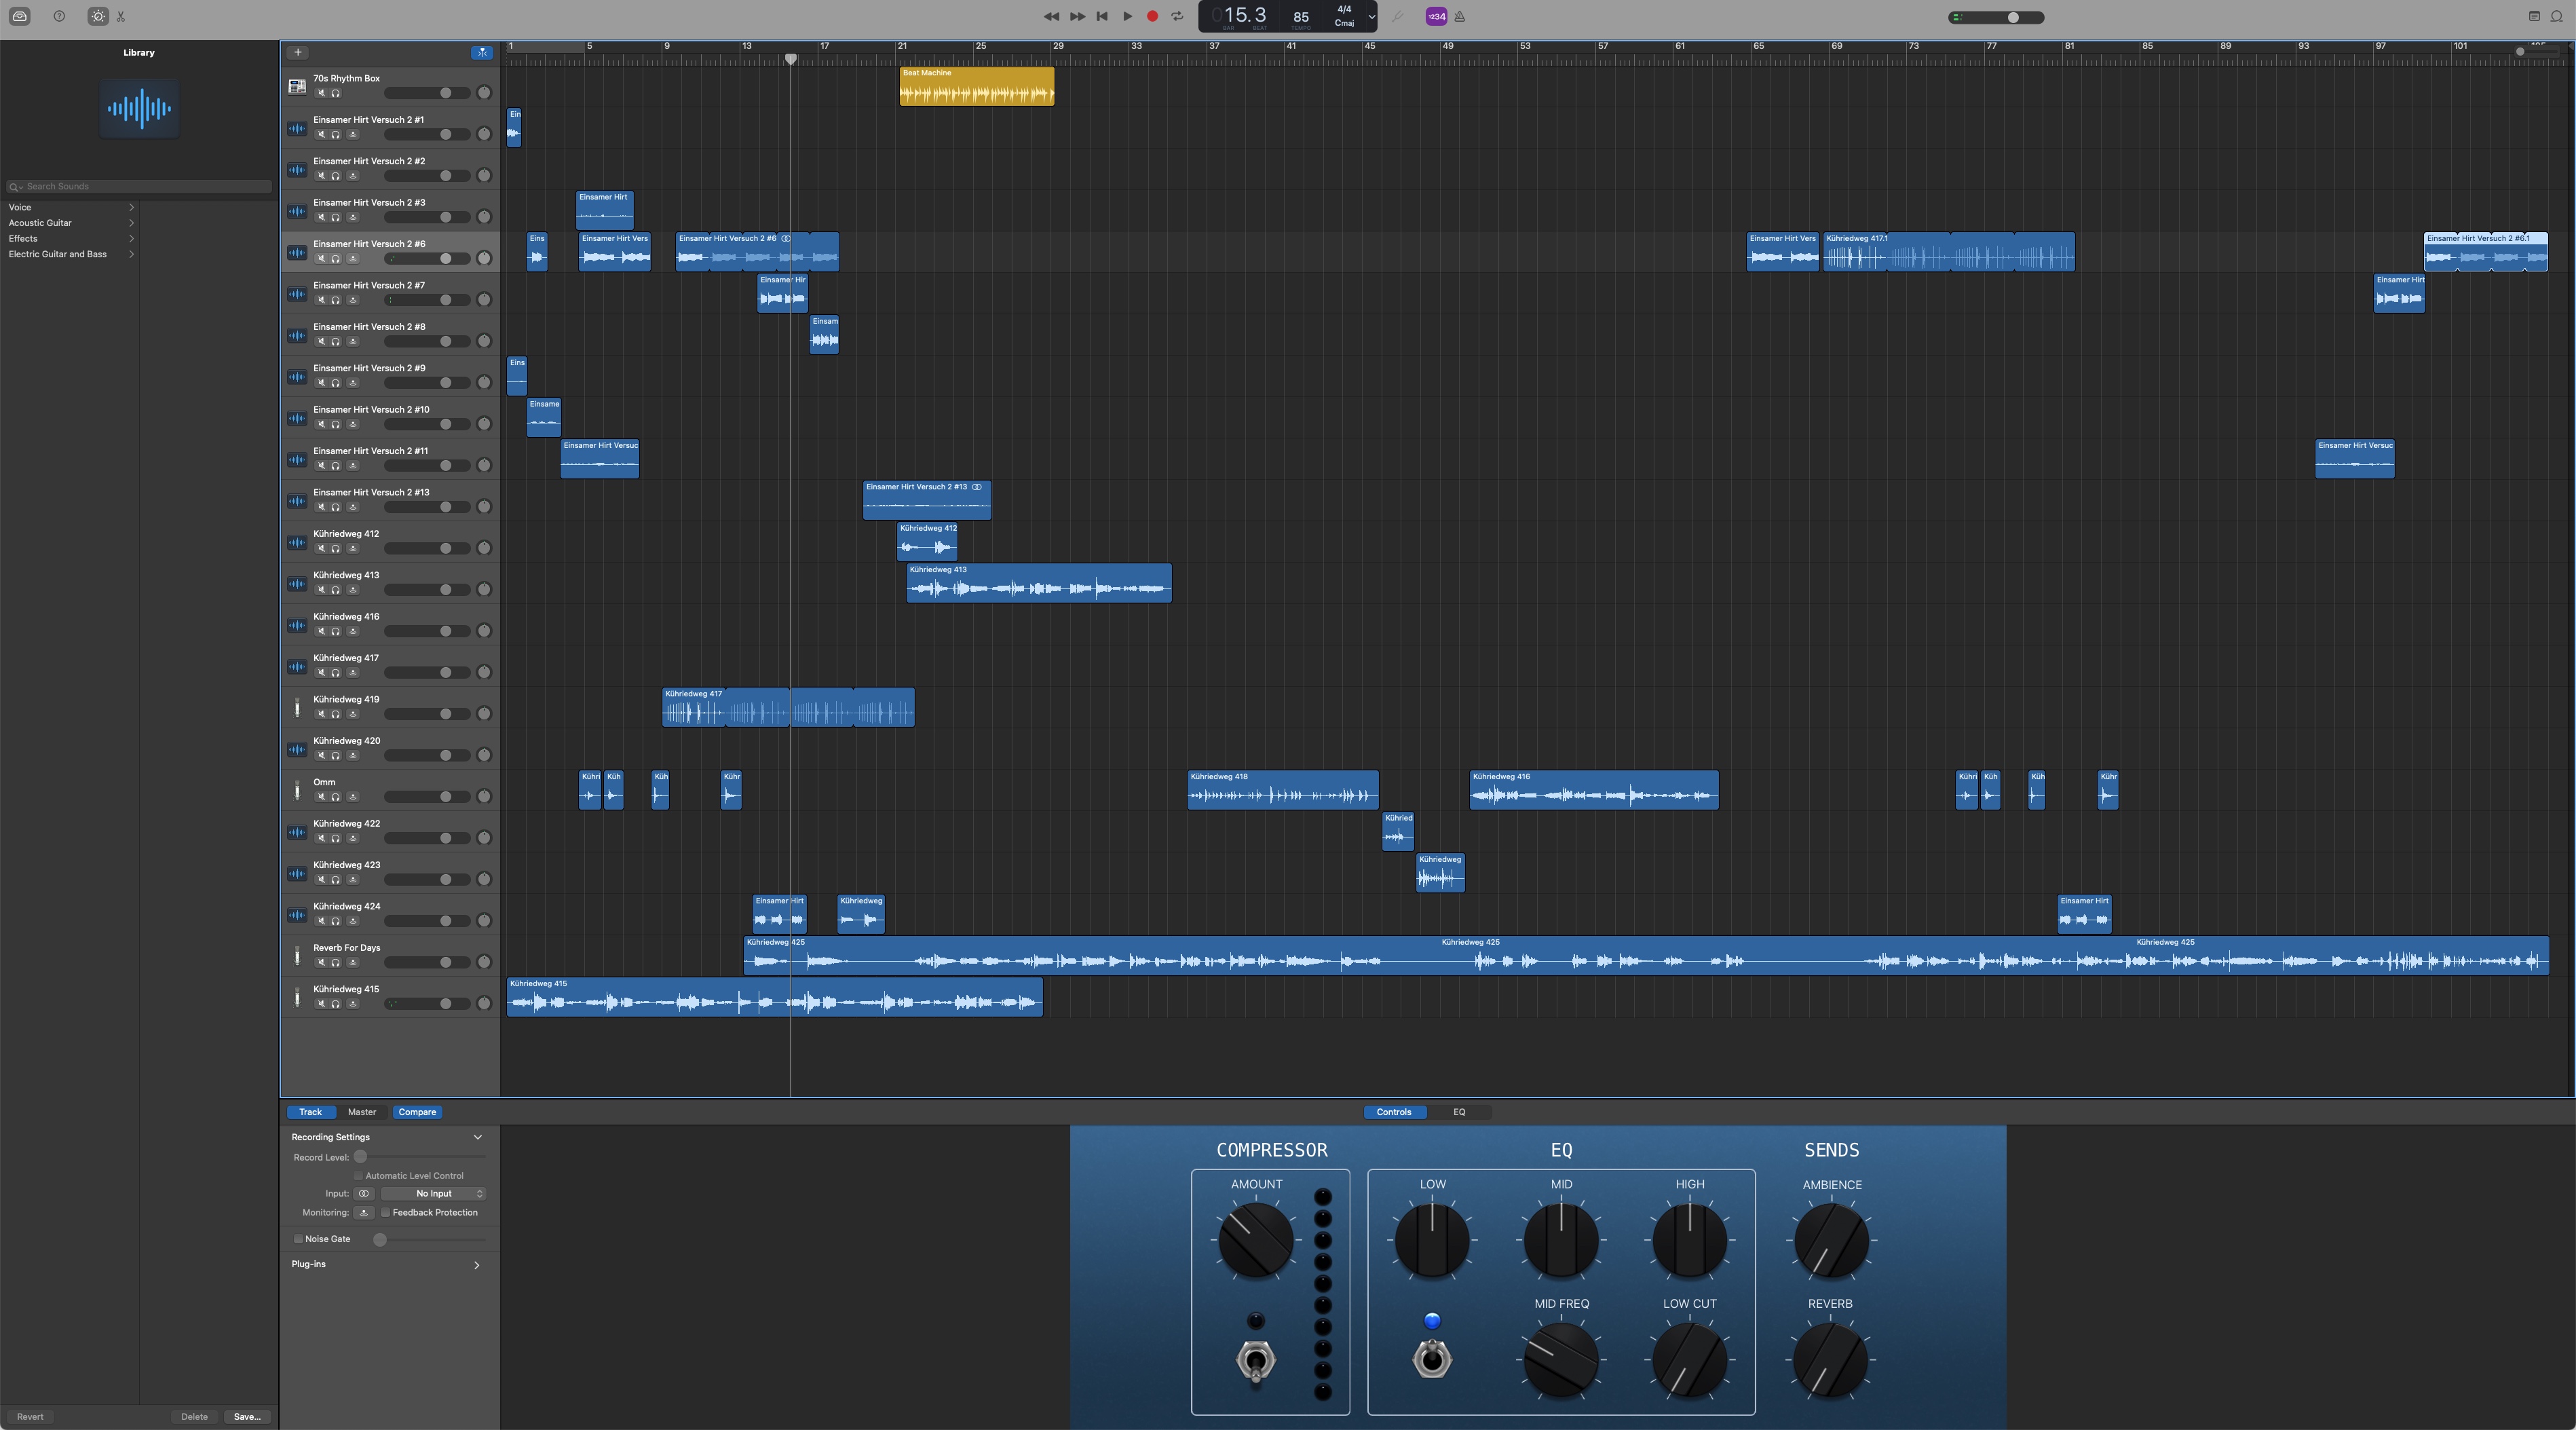 015.3
BAR
BEAT
85
TEMPO
4/4
Cmaj
1234
Library
Search Sounds
Voice
Acoustic Guitar
Effects
Electric Guitar and Bass
Revert
Delete
Save...
1 5 9 13 17 21 25 29 33 37 41 45 49 53 57 61 65 69 73 77 81 85 89 93 97 101
70s Rhythm Box
Beat Machine
Einsamer Hirt Versuch 2 #1
Ein
Einsamer Hirt Versuch 2 #2
Einsamer Hirt Versuch 2 #3
Einsamer Hirt
Einsamer Hirt Versuch 2 #6
Eins
Einsamer Hirt Vers
Einsamer Hirt Versuch 2 #6
Einsamer Hirt Vers
Kühriedweg 417.1
Einsamer Hirt Versuch 2 #6.1
Einsamer Hirt Versuch 2 #7
Einsamer Hir
Einsamer Hirt
Einsamer Hirt Versuch 2 #8
Einsam
Einsamer Hirt Versuch 2 #9
Eins
Einsamer Hirt Versuch 2 #10
Einsame
Einsamer Hirt Versuch 2 #11
Einsamer Hirt Versuc
Einsamer Hirt Versuc
Einsamer Hirt Versuch 2 #13
Einsamer Hirt Versuch 2 #13
Kühriedweg 412
Kühriedweg 412
Kühriedweg 413
Kühriedweg 413
Kühriedweg 416
Kühriedweg 417
Kühriedweg 419
Kühriedweg 417
Kühriedweg 420
Omm
Kühri
Küh
Küh
Kühr
Kühriedweg 418
Kühriedweg 416
Kühri
Küh
Küh
Kühr
Kühriedweg 422
Kühried
Kühriedweg 423
Kühriedweg
Kühriedweg 424
Einsamer Hirt
Kühriedweg
Einsamer Hirt
Reverb For Days
Kühriedweg 425
Kühriedweg 425
Kühriedweg 425
Kühriedweg 415
Kühriedweg 415
Track
Master
Compare
Controls
EQ
Recording Settings
Record Level:
Automatic Level Control
Input:
No Input
Monitoring:
Feedback Protection
Noise Gate
Plug-ins
COMPRESSOR
AMOUNT
EQ
LOW
MID
HIGH
MID FREQ
LOW CUT
SENDS
AMBIENCE
REVERB